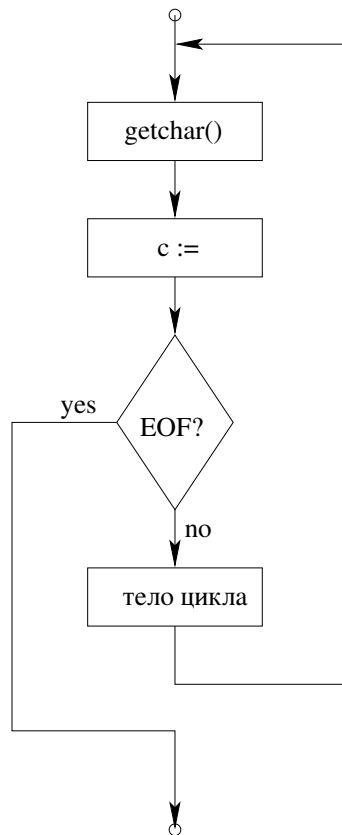 getchar()
c :=
yes
EOF?
no
тело цикла